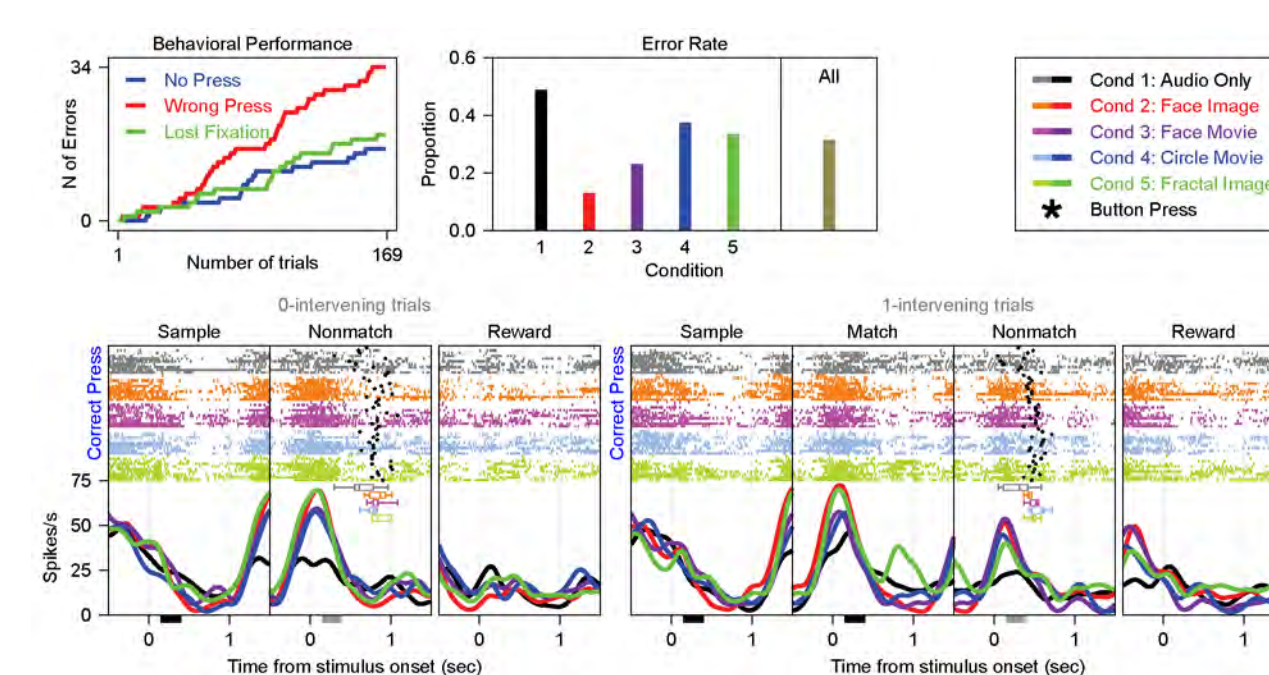 Behavioral Performance
34
0
N of Errors
No Press
Wrong Press
Lost Fixation
1
169
Number of trials
Error Rate
0.6
0.4
0.2
0.0
Proportion
All
1 2 3 4 5
Condition
Cond 1: Audio Only
Cond 2: Face Image
Cond 3: Face Movie
Cond 4: Circle Movie
Cond 5: Fractal Image
* Button Press
0-intervening trials
Sample Nonmatch Reward
Correct Press
75
50
25
0
Spikes/s
0 1 0 1 0 1
Time from stimulus onset (sec)
1-intervening trials
Sample Match Nonmatch Reward
Correct Press
0 1 0 1 0 1 0 1
Time from stimulus onset (sec)